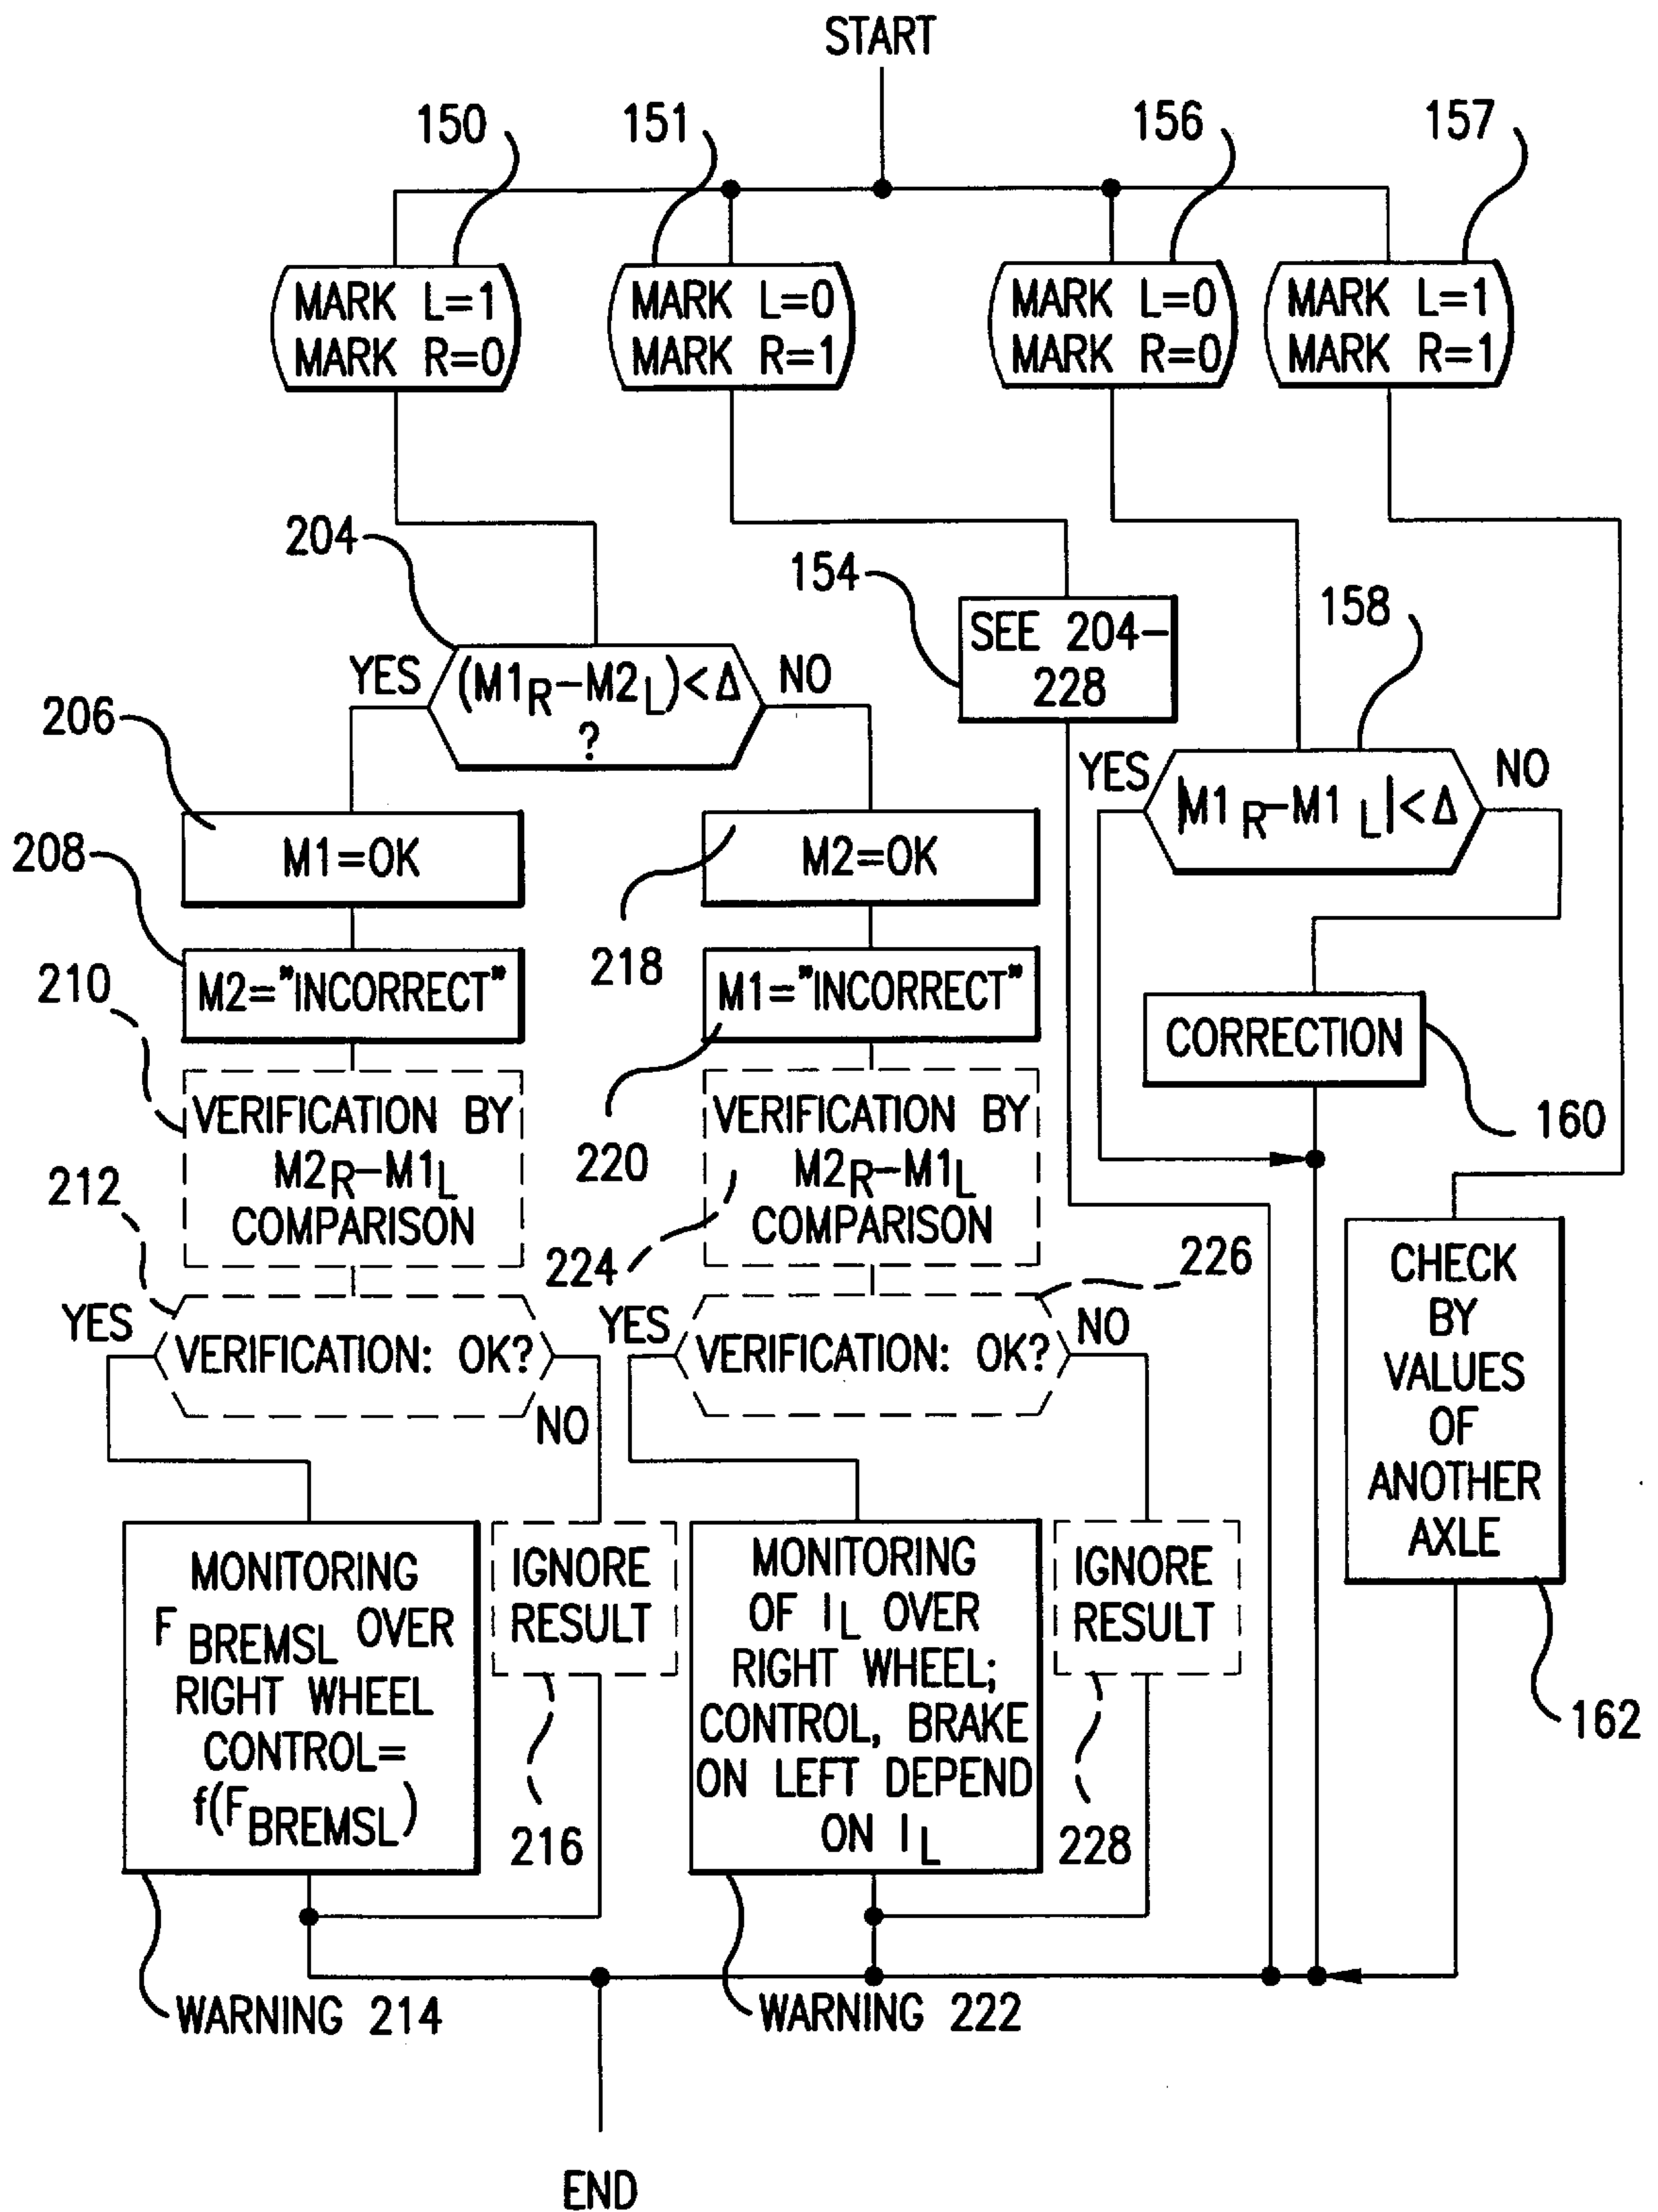 START
150
151
156
157
MARK L=1
MARK R=0
MARK L=0
MARK R=1
MARK L=0
MARK R=0
MARK L=1
MARK R=1
204
YES
(M1R-M2L)<Δ
?
NO
154
SEE 204-
228
158
YES
|M1R-M1L|<Δ
NO
206
M1=OK
208
M2="INCORRECT"
M2=OK
218
M1="INCORRECT"
220
CORRECTION
160
210
VERIFICATION BY
M2R-M1L
COMPARISON
VERIFICATION BY
M2R-M1L
COMPARISON
224
212
YES
VERIFICATION: OK?
NO
226
YES
VERIFICATION: OK?
NO
CHECK
BY
VALUES
OF
ANOTHER
AXLE
162
MONITORING
F BREMSL OVER
RIGHT WHEEL
CONTROL=
f(FBREMSL)
IGNORE
RESULT
216
MONITORING
OF IL OVER
RIGHT WHEEL;
CONTROL, BRAKE
ON LEFT DEPEND
ON IL
IGNORE
RESULT
228
WARNING 214
WARNING 222
END